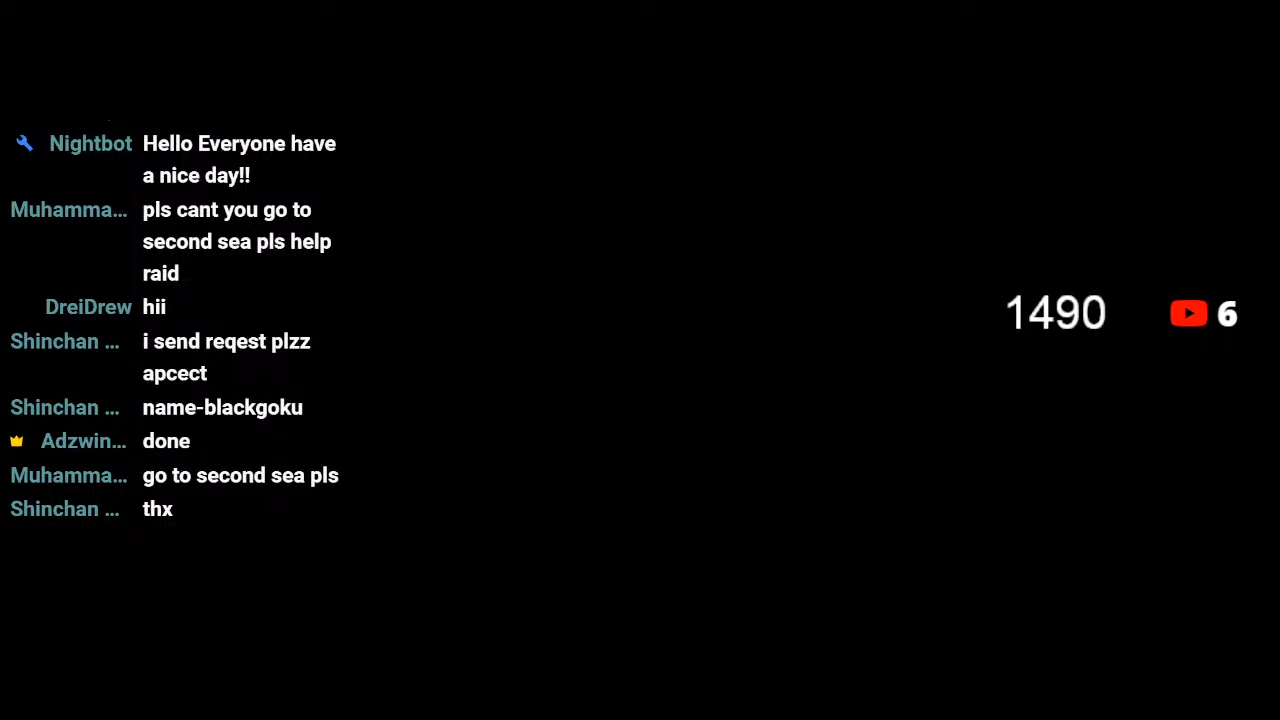 Nightbot Hello Everyone have
a nice day!!
Muhamma... pls cant you go to
second sea pls help
raid
DreiDrew hii
1490 6
Shinchan ... i send reqest plzz
apcect
Shinchan ... name-blackgoku
Adzwin... done
Muhamma... go to second sea pls
Shinchan ... thx